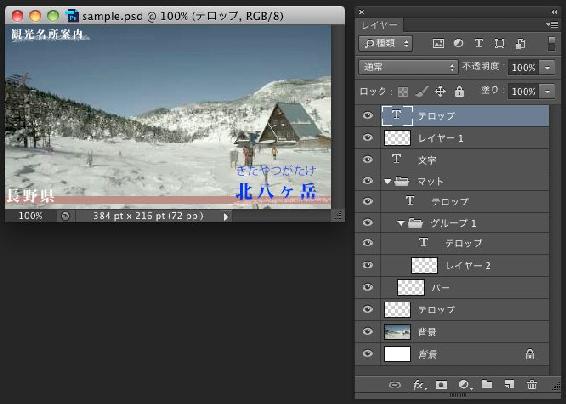 sample.psd @ 100% (テロップ, RGB/8)
観光名所案内
きたやつがたけ
北八ヶ岳
長野県
100%
384 pt x 216 pt (72 pp)
レイヤー
種類
T
通常
不透明度:
100%
ロック:
塗り:
100%
T テロップ
レイヤー 1
T 文字
マット
T テロップ
グループ 1
T テロップ
レイヤー 2
バー
テロップ
背景
背景
fx